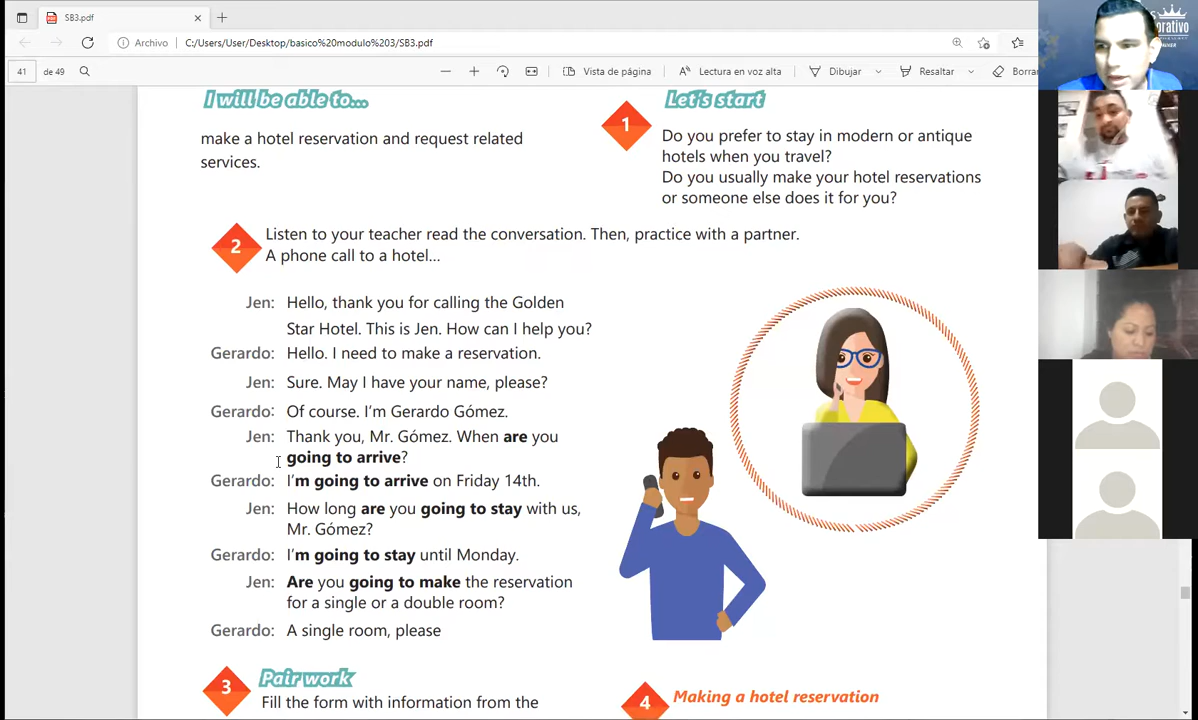 SB3.pdf
Archivo
C:/Users/User/Desktop/basico%20modulo%203/SB3.pdf
41
de 49
Vista de página
Lectura en voz alta
Dibujar
Resaltar
Borrar
I will be able to...
make a hotel reservation and request related
services.
1
Let's start
Do you prefer to stay in modern or antique
hotels when you travel?
Do you usually make your hotel reservations
or someone else does it for you?
2
Listen to your teacher read the conversation. Then, practice with a partner.
A phone call to a hotel...
Jen: Hello, thank you for calling the Golden
Star Hotel. This is Jen. How can I help you?
Gerardo: Hello. I need to make a reservation.
Jen: Sure. May I have your name, please?
Gerardo: Of course. I'm Gerardo Gómez.
Jen: Thank you, Mr. Gómez. When are you
going to arrive?
Gerardo: I'm going to arrive on Friday 14th.
Jen: How long are you going to stay with us,
Mr. Gómez?
Gerardo: I'm going to stay until Monday.
Jen: Are you going to make the reservation
for a single or a double room?
Gerardo: A single room, please
3
Pair work
Fill the form with information from the
4
Making a hotel reservation